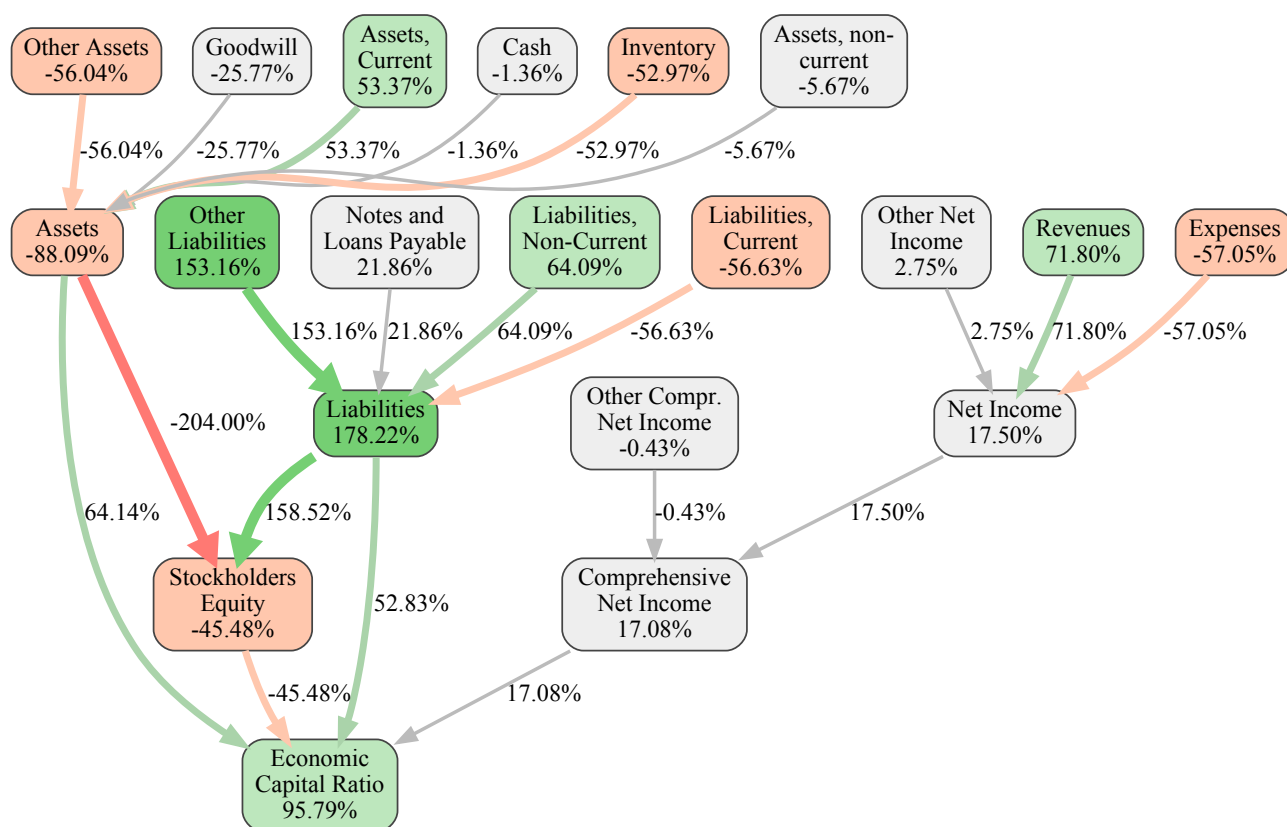 Other Assets
-56.04%
Goodwill
-25.77%
Assets,
Current
53.37%
Cash
-1.36%
Inventory
-52.97%
Assets, non-
current
-5.67%
-56.04%
-25.77%
53.37%
-1.36%
-52.97%
-5.67%
Assets
-88.09%
Other
Liabilities
153.16%
Notes and
Loans Payable
21.86%
Liabilities,
Non-Current
64.09%
Liabilities,
Current
-56.63%
Other Net
Income
2.75%
Revenues
71.80%
Expenses
-57.05%
153.16%
21.86%
64.09%
-56.63%
2.75%
71.80%
-57.05%
-204.00%
Liabilities
178.22%
Other Compr.
Net Income
-0.43%
Net Income
17.50%
64.14%
158.52%
-0.43%
17.50%
Stockholders
Equity
-45.48%
52.83%
Comprehensive
Net Income
17.08%
-45.48%
17.08%
Economic
Capital Ratio
95.79%